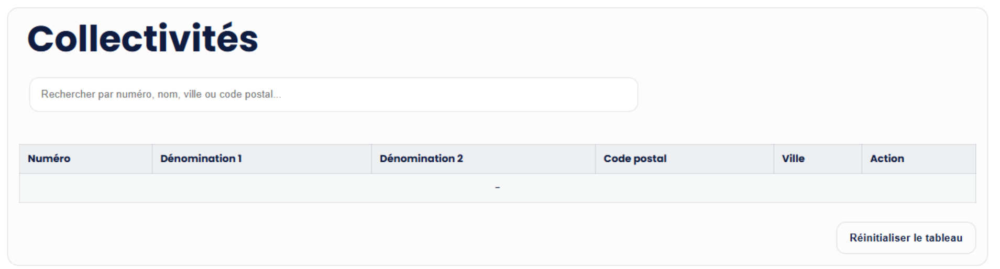 Collectivités
Rechercher par numéro, nom, ville ou code postal...
Numéro Dénomination 1 Dénomination 2 Code postal Ville Action
–
Réinitialiser le tableau